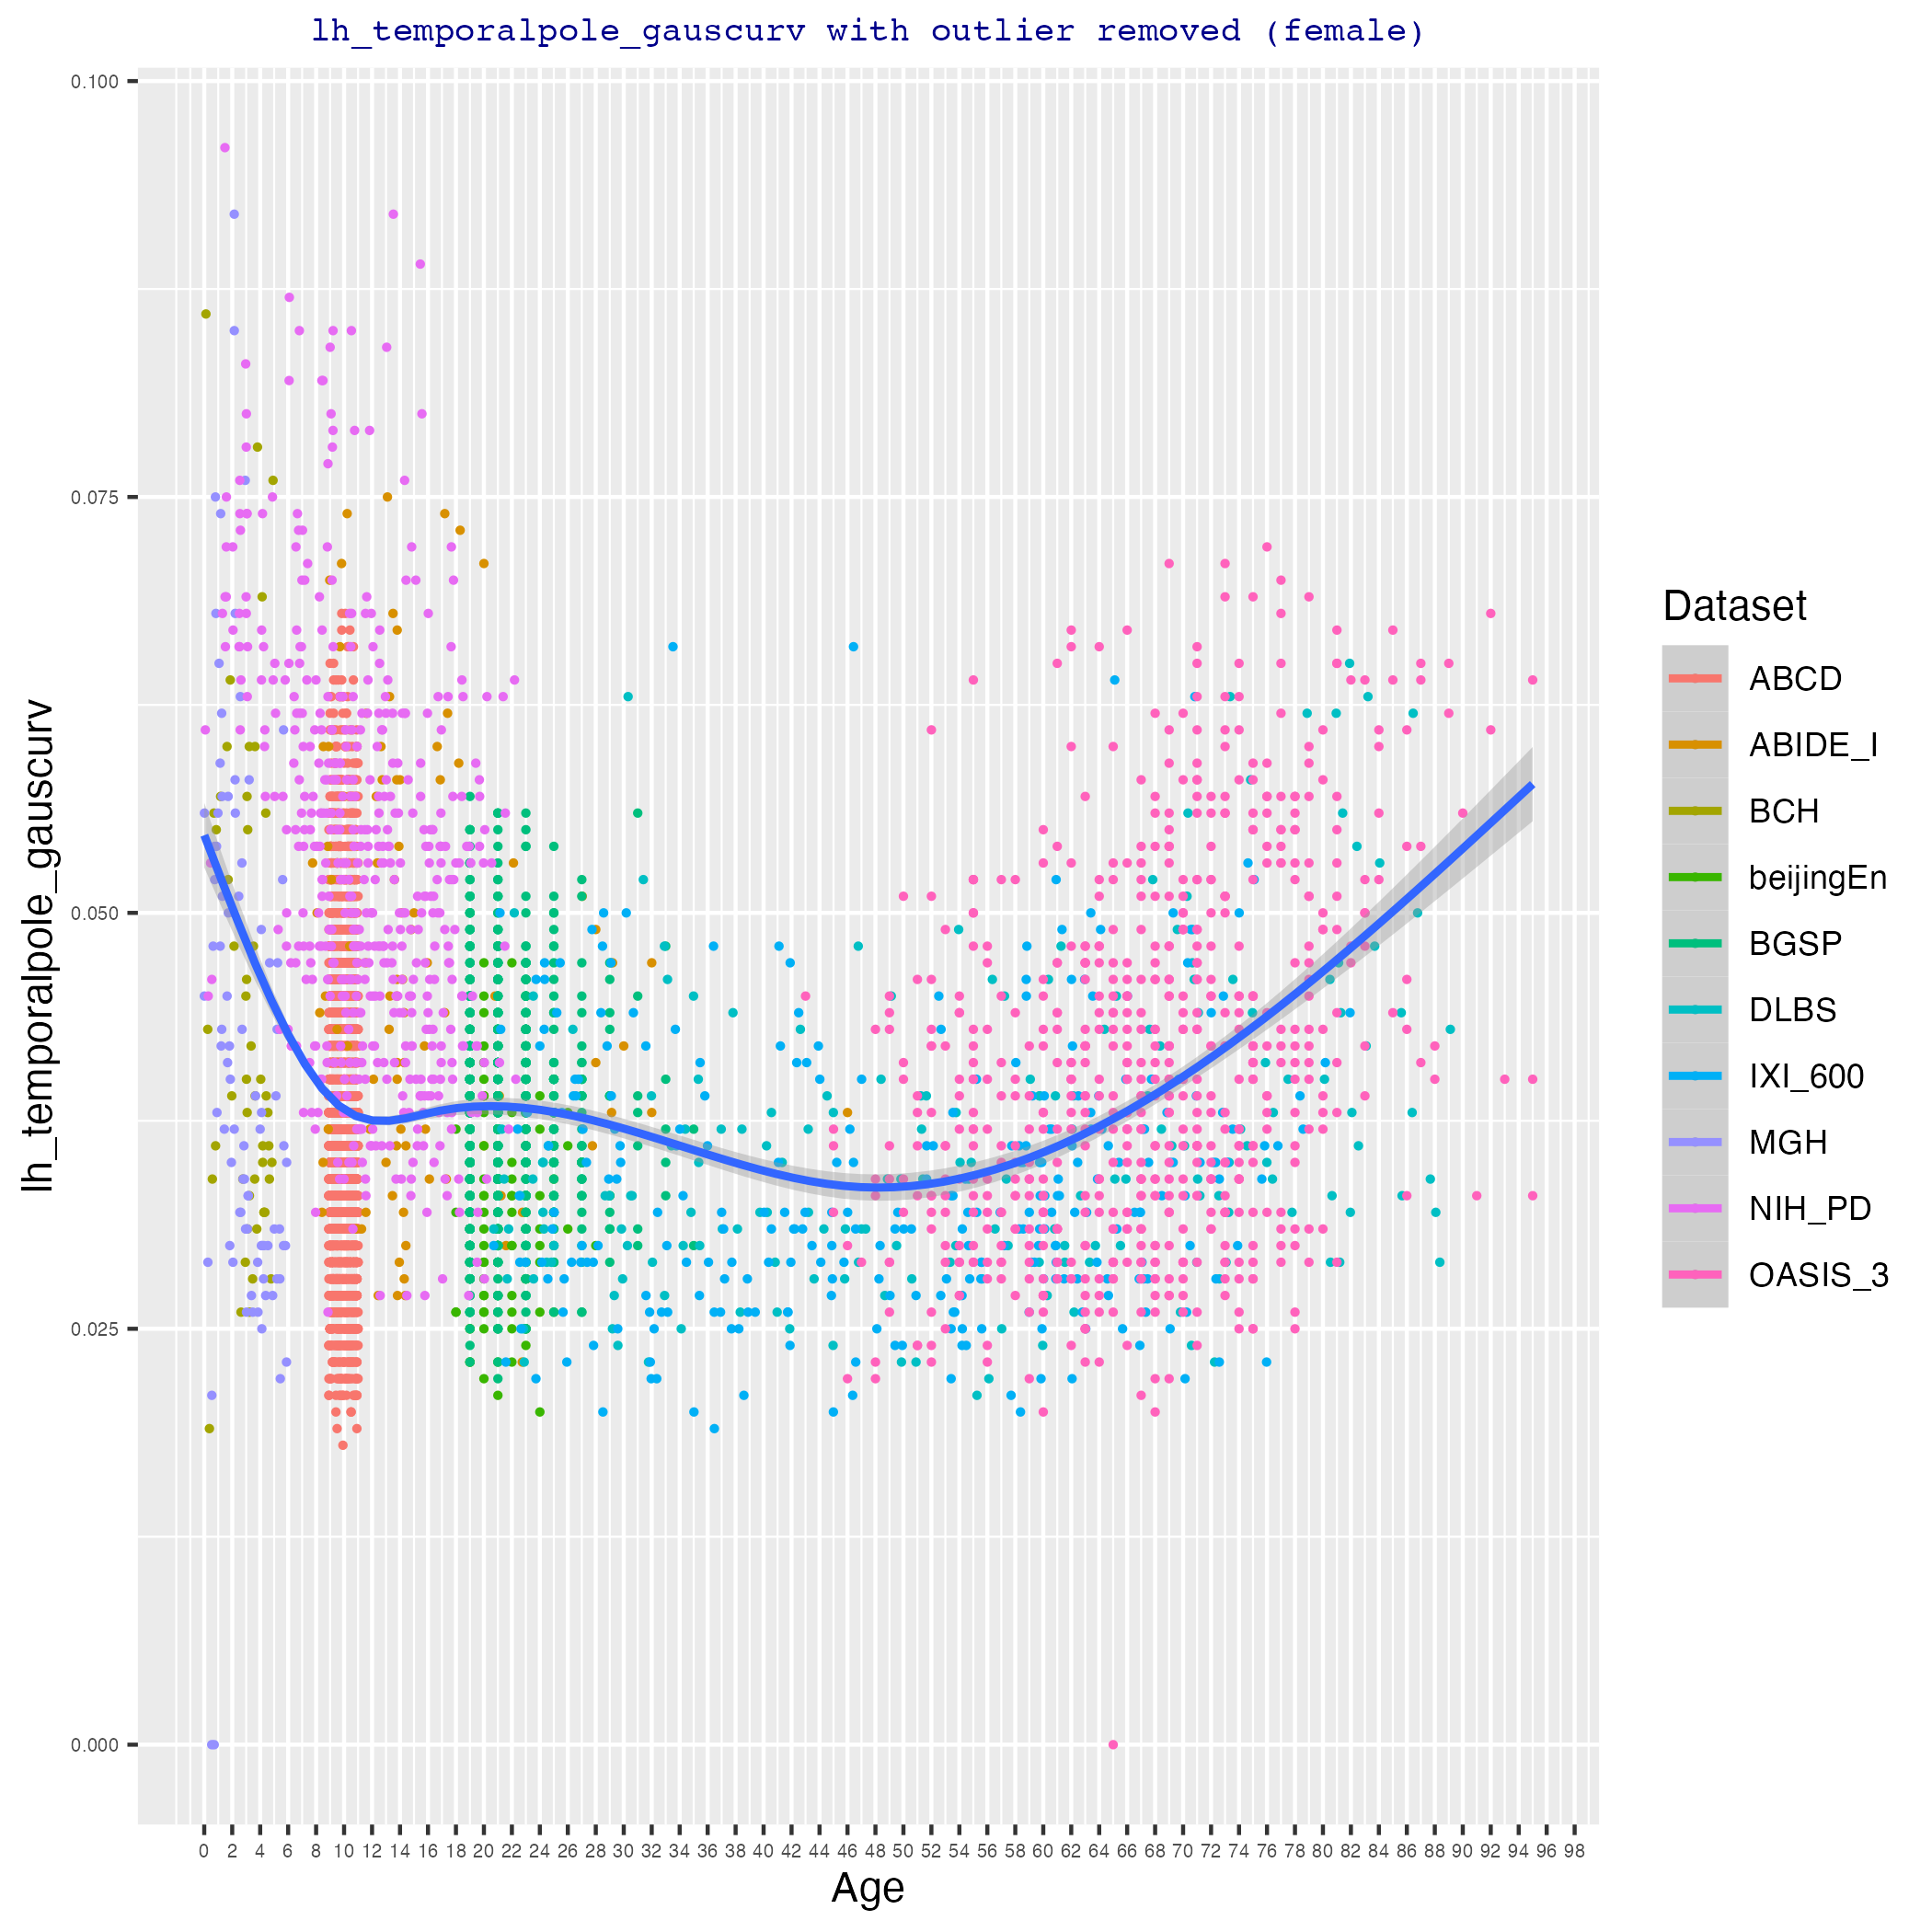 lh_temporalpole_gauscurv with outlier removed (female)
lh_temporalpole_gauscurv
0.100
0.075
0.050
0.025
0.000
0 2 4 6 8 10 12 14 16 18 20 22 24 26 28 30 32 34 36 38 40 42 44 46 48 50 52 54 56 58 60 62 64 66 68 70 72 74 76 78 80 82 84 86 88 90 92 94 96 98
Age
Dataset
ABCD
ABIDE_I
BCH
beijingEn
BGSP
DLBS
IXI_600
MGH
NIH_PD
OASIS_3